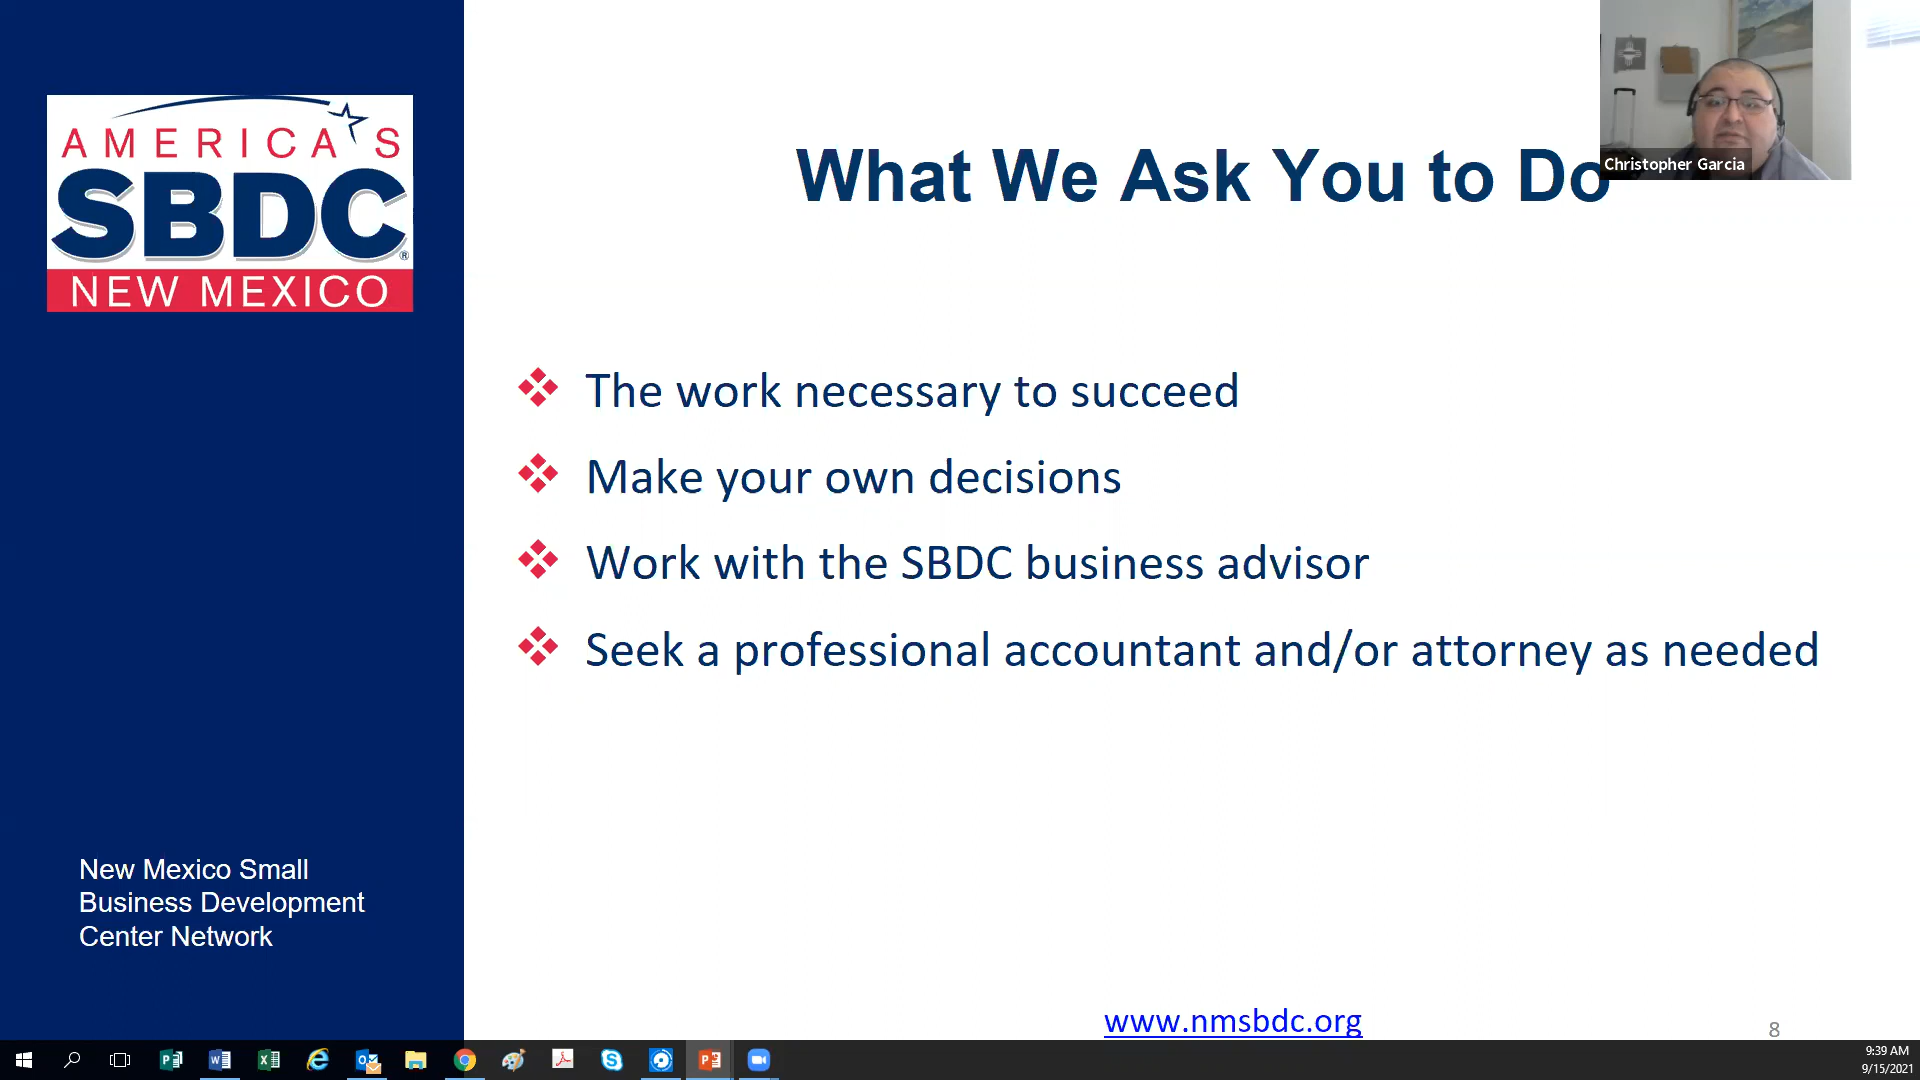 AMERICA'S
SBDC®
NEW MEXICO
What We Ask You to Do
Christopher Garcia
❖ The work necessary to succeed
❖ Make your own decisions
❖ Work with the SBDC business advisor
❖ Seek a professional accountant and/or attorney as needed
New Mexico Small
Business Development
Center Network
www.nmsbdc.org
8
9:39 AM
9/15/2021